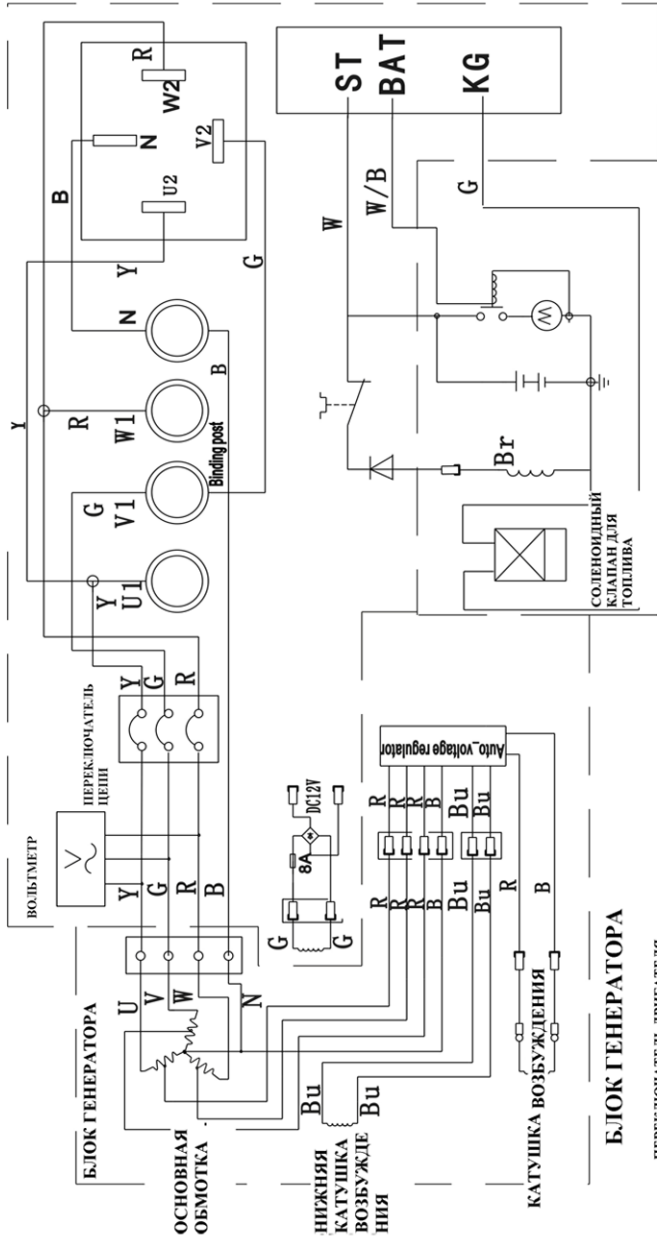 БЛОК ГЕНЕРАТОРА
ВОЛЬТМЕТР
V
ПЕРЕКЛЮЧАТЕЛЬ
ЦЕПИ
ОСНОВНАЯ
ОБМОТКА
U
V
W
N
Y
G
R
B
Y
G
R
Y
Y
U1
G
V1
R
W1
N
Binding post
B
Y
B
G
R
U2
N
V2
W2
G
G
8A
DC12V
НИЖНЯЯ
КАТУШКА
ВОЗБУЖДЕ
НИЯ
Bu
Bu
R
R
R
B
Bu
Bu
R
R
R
B
Bu
Bu
Auto_voltage regulator
R
B
КАТУШКА ВОЗБУЖДЕНИЯ
БЛОК ГЕНЕРАТОРА
W
W/B
G
ST
BAT
KG
W
Br
СОЛЕНОИДНЫЙ
КЛАПАН ДЛЯ
ТОПЛИВА